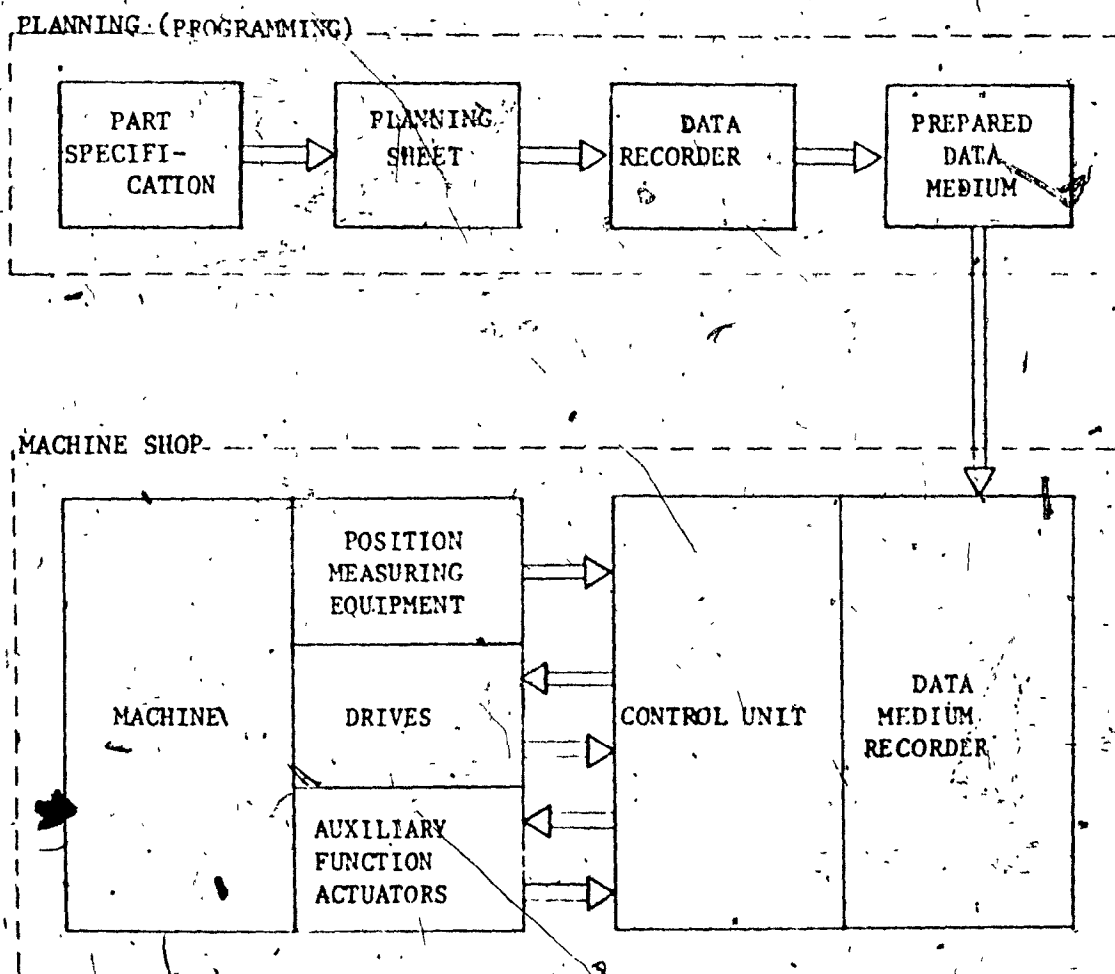 PLANNING (PROGRAMMING)
PART
SPECIFI-
CATION
PLANNING
SHEET
DATA
RECORDER
PREPARED
DATA
MEDIUM
MACHINE SHOP
MACHINE
POSITION
MEASURING
EQUIPMENT
DRIVES
AUXILIARY
FUNCTION
ACTUATORS
CONTROL UNIT
DATA
MEDIUM
RECORDER